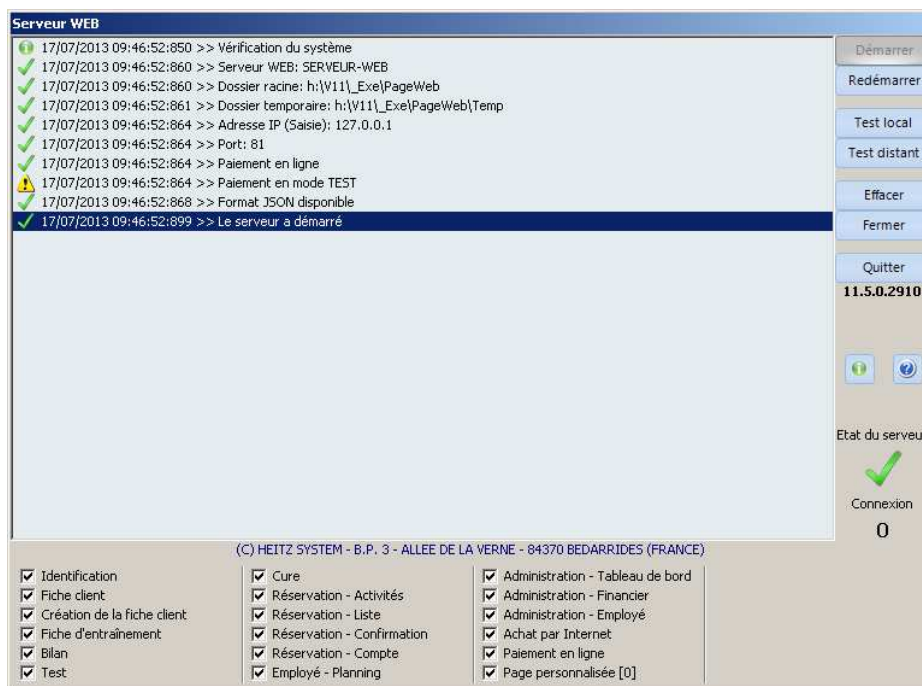 Serveur WEB
17/07/2013 09:46:52:850 >> Vérification du système
17/07/2013 09:46:52:860 >> Serveur WEB: SERVEUR-WEB
17/07/2013 09:46:52:860 >> Dossier racine: h:\V11\_Exe\PageWeb
17/07/2013 09:46:52:861 >> Dossier temporaire: h:\V11\_Exe\PageWeb\Temp
17/07/2013 09:46:52:864 >> Adresse IP (Saisie): 127.0.0.1
17/07/2013 09:46:52:864 >> Port: 81
17/07/2013 09:46:52:864 >> Paiement en ligne
17/07/2013 09:46:52:864 >> Paiement en mode TEST
17/07/2013 09:46:52:868 >> Format JSON disponible
17/07/2013 09:46:52:899 >> Le serveur a démarré
Démarrer
Redémarrer
Test local
Test distant
Effacer
Fermer
Quitter
11.5.0.2910
Etat du serveu
Connexion
0
(C) HEITZ SYSTEM - B.P. 3 - ALLEE DE LA VERNE - 84370 BEDARRIDES (FRANCE)
Identification
Fiche client
Création de la fiche client
Fiche d'entraînement
Bilan
Test
Cure
Réservation - Activités
Réservation - Liste
Réservation - Confirmation
Réservation - Compte
Employé - Planning
Administration - Tableau de bord
Administration - Financier
Administration - Employé
Achat par Internet
Paiement en ligne
Page personnalisée [0]